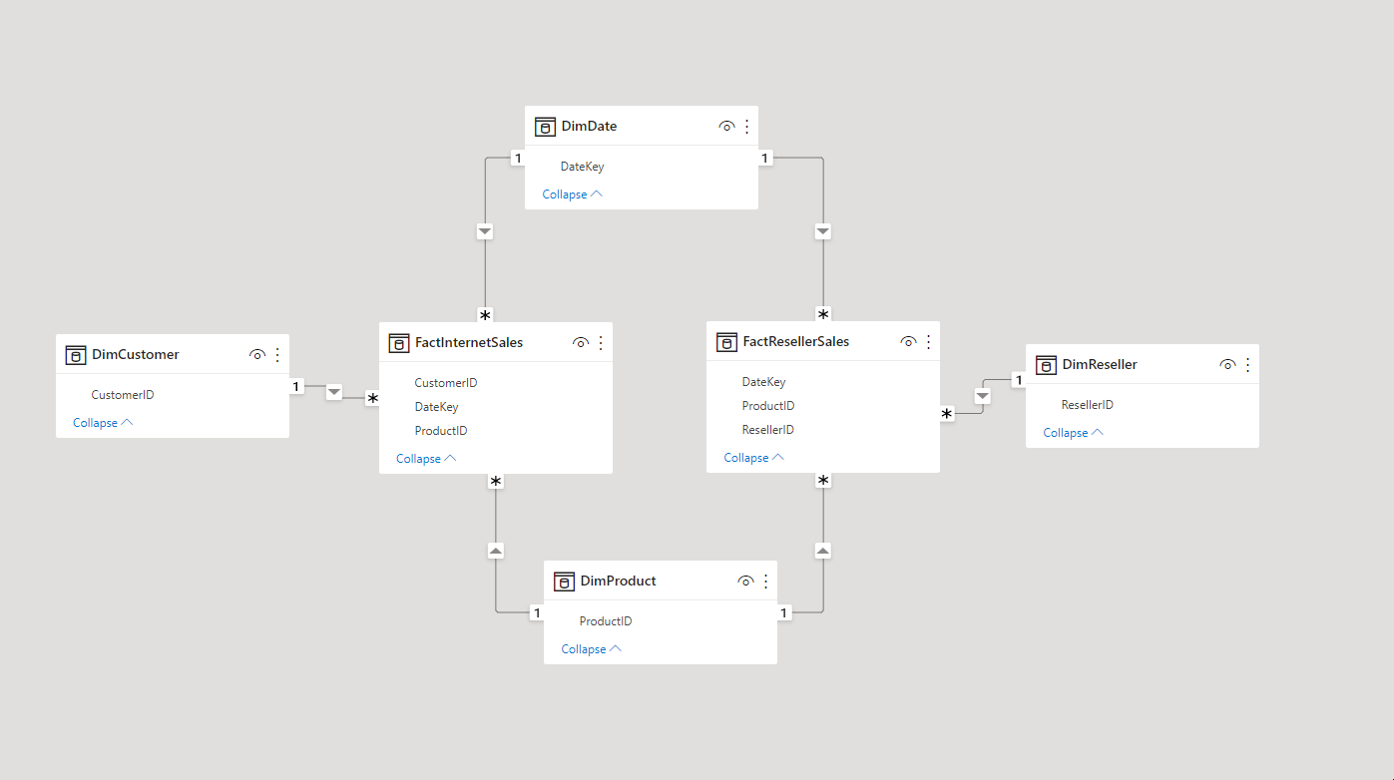 DimDate
1
1
DateKey
Collapse
*
*
DimCustomer
CustomerID
Collapse
1
*
FactInternetSales
CustomerID
DateKey
ProductID
Collapse
*
FactResellerSales
DateKey
ProductID
ResellerID
Collapse
*
*
1
DimReseller
ResellerID
Collapse
DimProduct
1
1
ProductID
Collapse